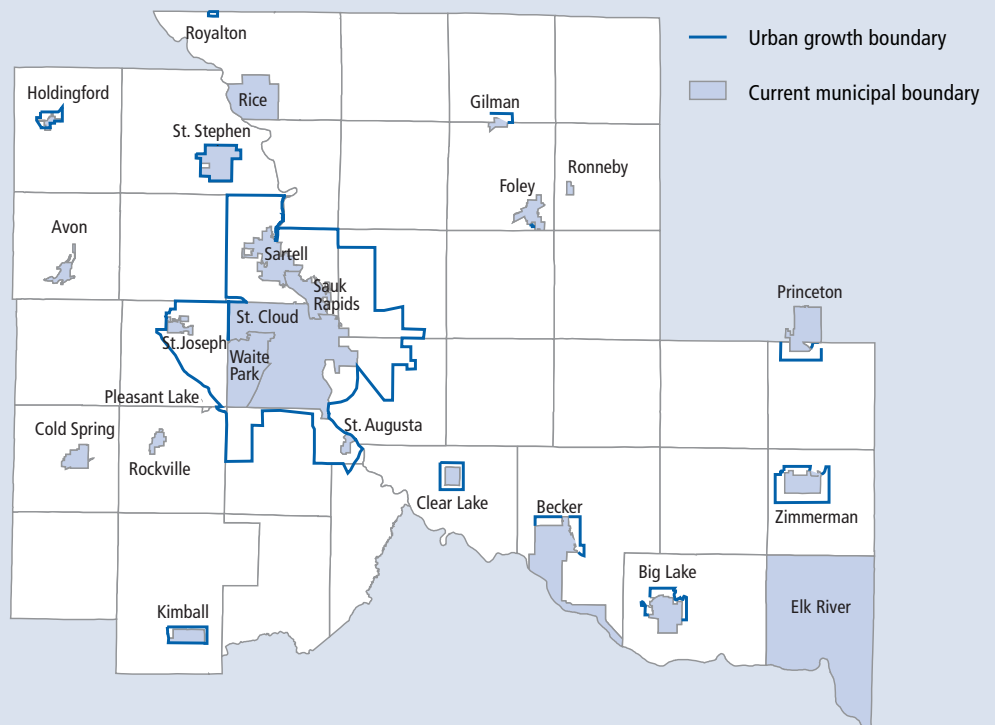 Royalton
Urban growth boundary
Holdingford
Rice
Current municipal boundary
Gilman
St. Stephen
Ronneby
Foley
Avon
Sartell
Sauk
Rapids
Princeton
St. Cloud
St.Joseph
Waite
Park
Pleasant Lake
Cold Spring
St. Augusta
Rockville
Clear Lake
Becker
Zimmerman
Big Lake
Elk River
Kimball